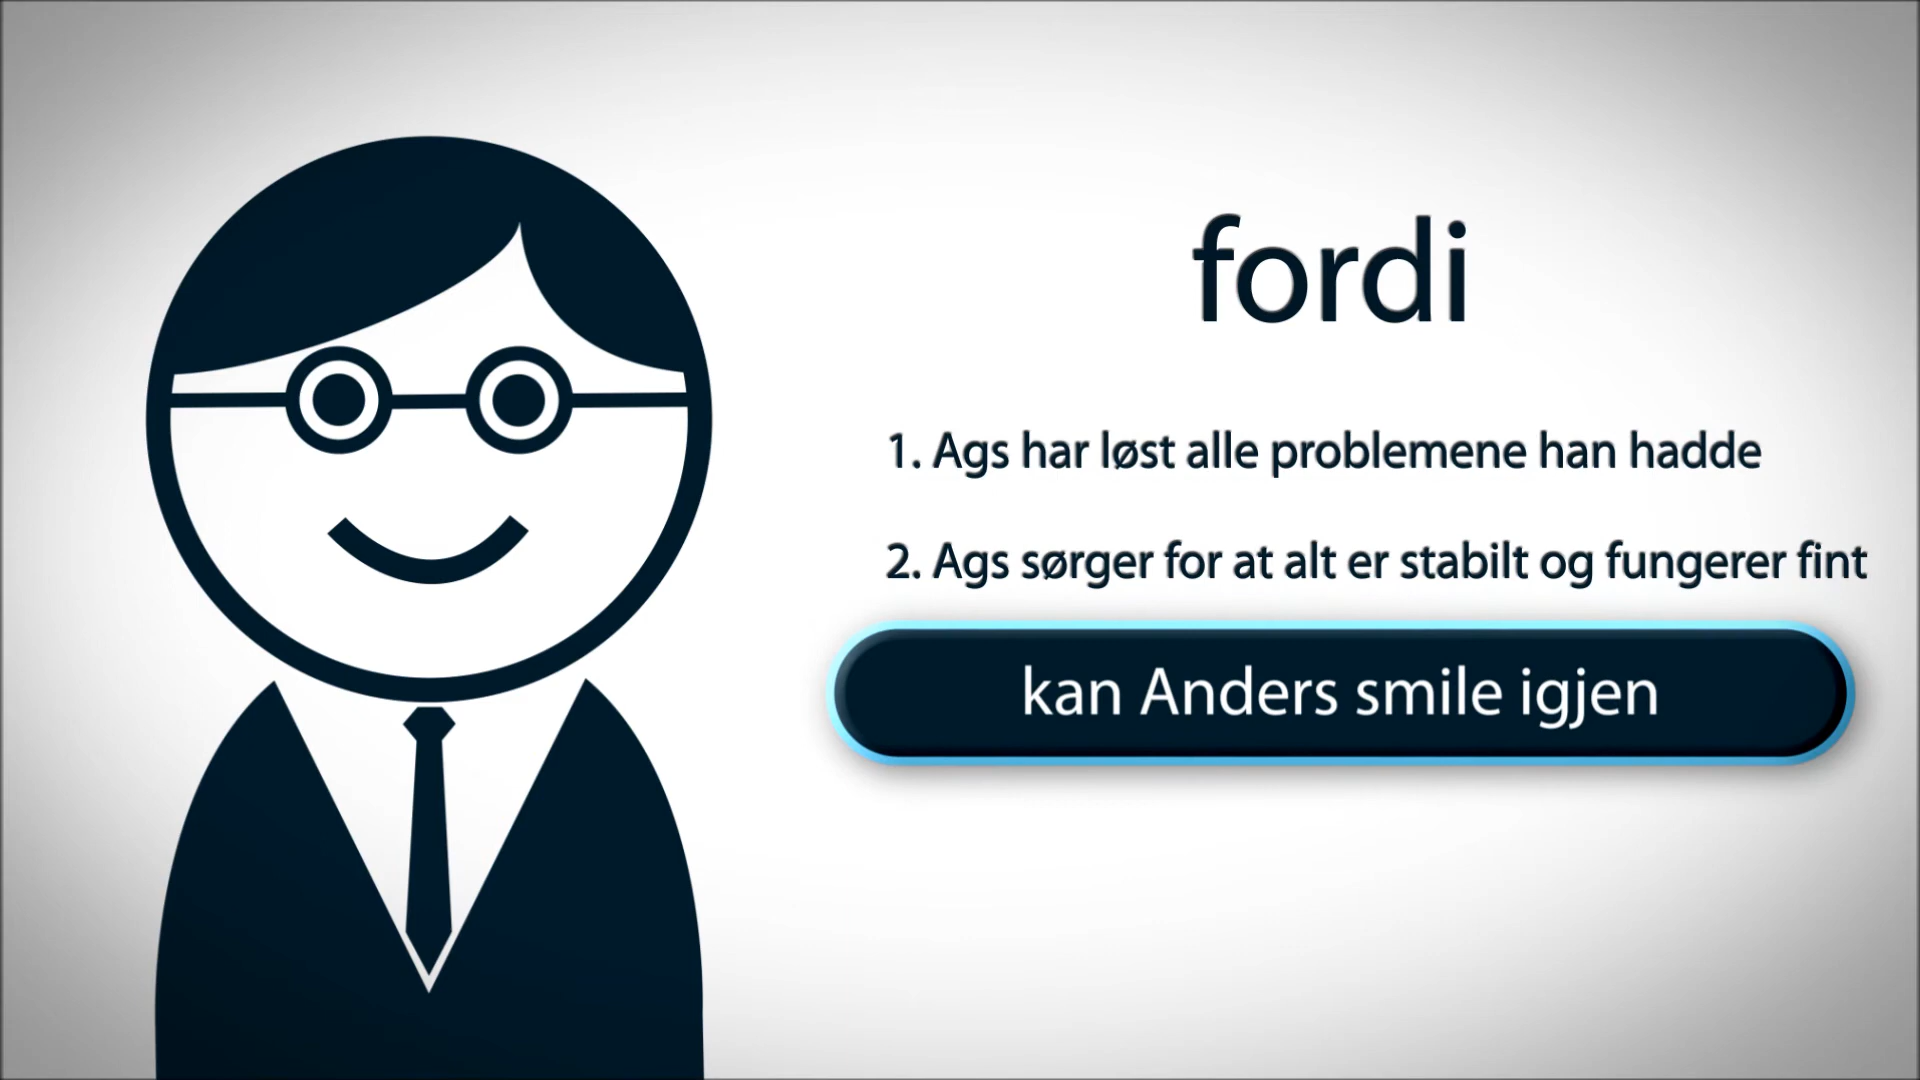 fordi
1. Ags har løst alle problemene han hadde
2. Ags sørger for at alt er stabilt og fungerer fint
kan Anders smile igjen